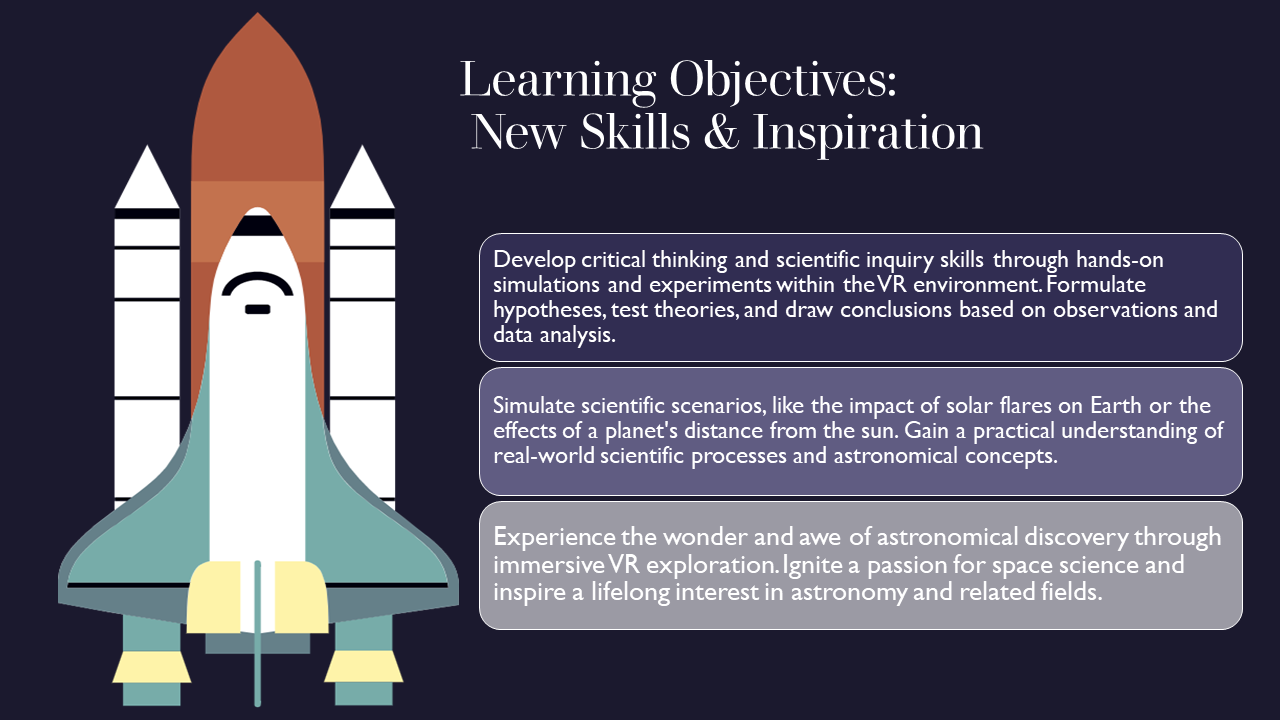 Learning Objectives:
New Skills & Inspiration
Develop critical thinking and scientific inquiry skills through hands-on
simulations and experiments within the VR environment. Formulate
hypotheses, test theories, and draw conclusions based on observations and
data analysis.
Simulate scientific scenarios, like the impact of solar flares on Earth or the
effects of a planet's distance from the sun. Gain a practical understanding of
real-world scientific processes and astronomical concepts.
Experience the wonder and awe of astronomical discovery through
immersive VR exploration. Ignite a passion for space science and
inspire a lifelong interest in astronomy and related fields.